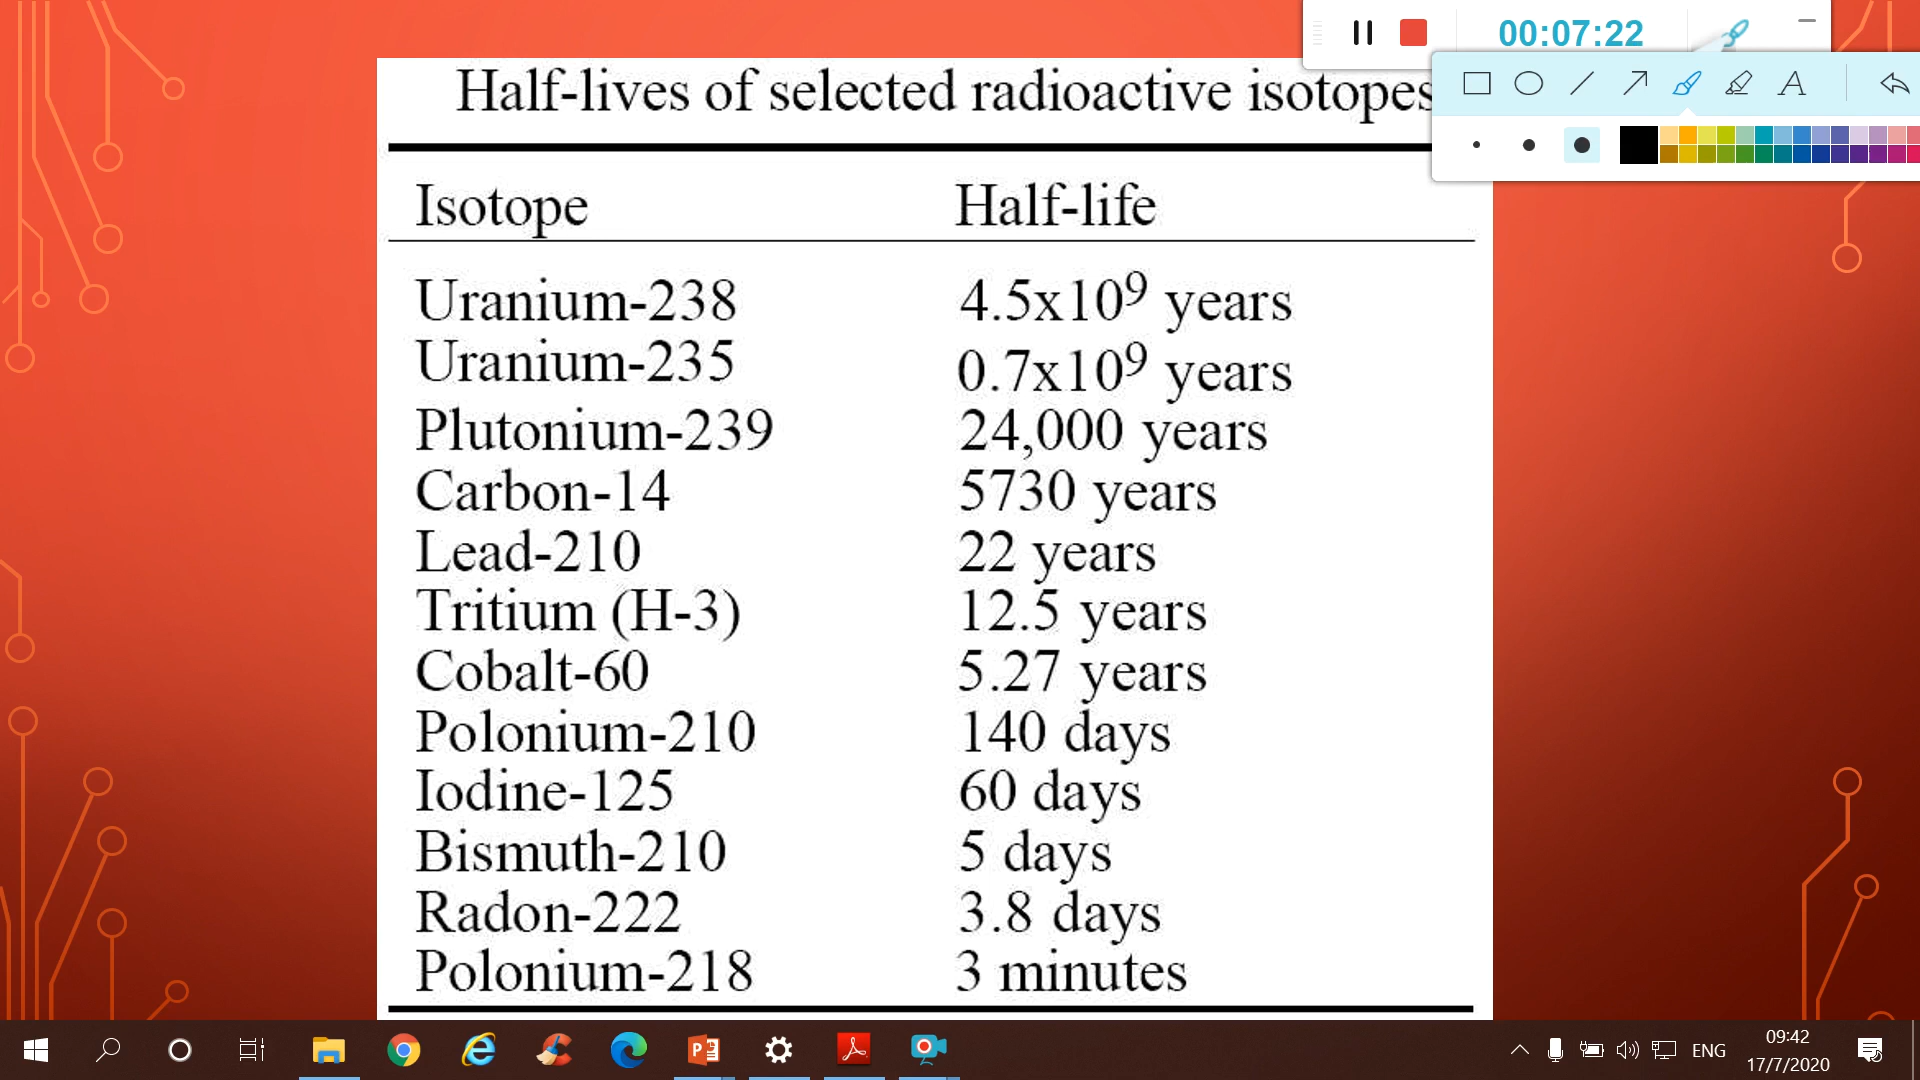 00:07:22
Half-lives of selected radioactive isotopes
A
Isotope Half-life
Uranium-238 4.5x10⁹ years
Uranium-235 0.7x10⁹ years
Plutonium-239 24,000 years
Carbon-14 5730 years
Lead-210 22 years
Tritium (H-3) 12.5 years
Cobalt-60 5.27 years
Polonium-210 140 days
Iodine-125 60 days
Bismuth-210 5 days
Radon-222 3.8 days
Polonium-218 3 minutes
ENG
09:42
17/7/2020